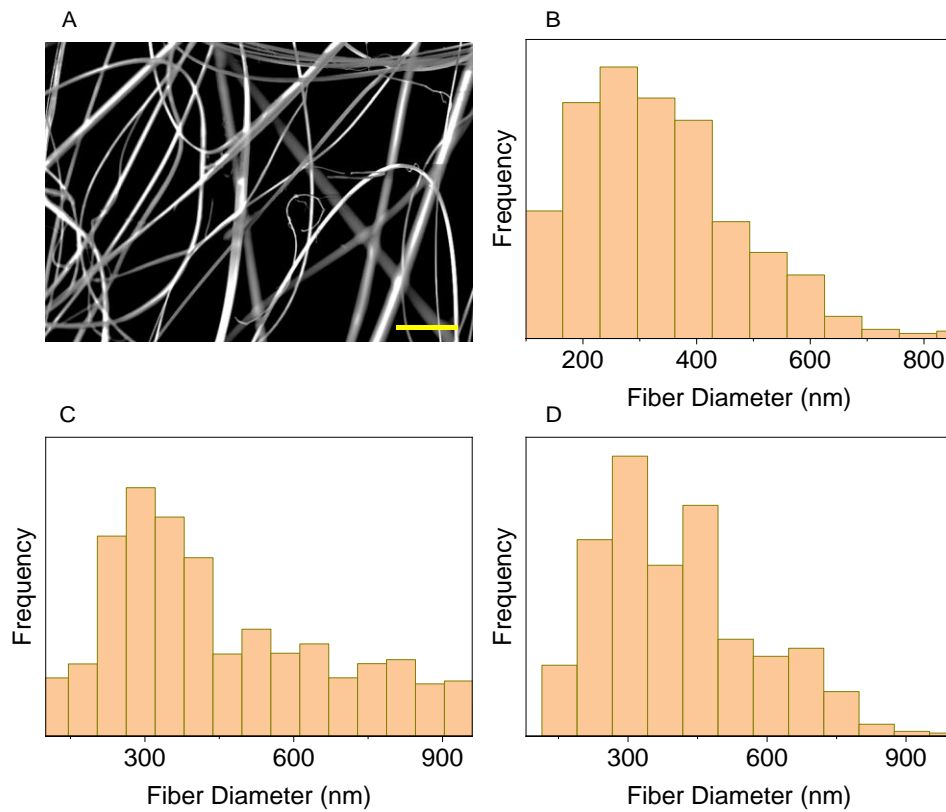 A
B
Frequency
200 400 600 800
Fiber Diameter (nm)
C
Frequency
300 600 900
Fiber Diameter (nm)
D
Frequency
300 600 900
Fiber Diameter (nm)